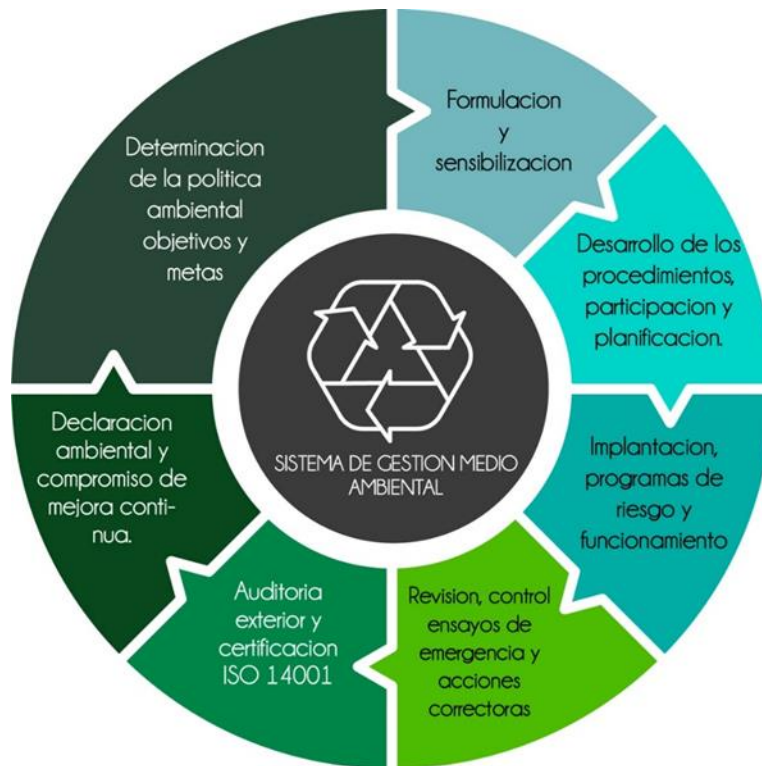 Determinacion
de la politica
ambiental
objetivos y
metas
Formulacion
y
sensibilizacion
Desarrollo de los
procedimientos,
participacion y
planificacion.
Implantacion,
programas de
riesgo y
funcionamiento
Revision, control
ensayos de
emergencia y
acciones
correctoras
Auditoria
exterior y
certificacion
ISO 14001
Declaracion
ambiental y
compromiso de
mejora conti-
nua.
SISTEMA DE GESTION MEDIO
AMBIENTAL